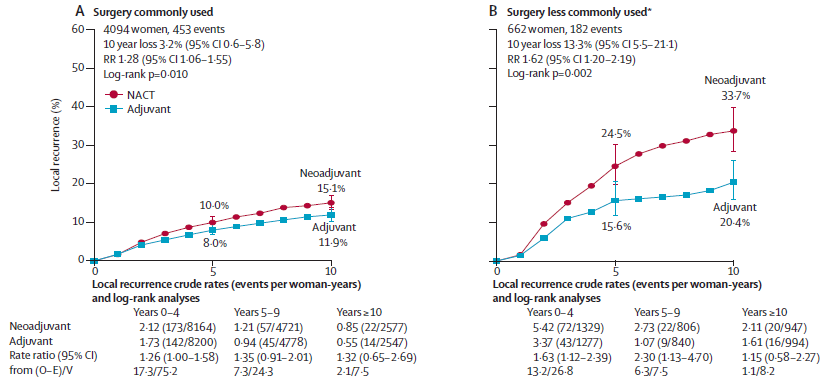 A Surgery commonly used
4094 women, 453 events
10 year loss 3·2% (95% CI 0·6–5·8)
RR 1·28 (95% CI 1·06–1·55)
Log-rank p=0·010
NACT
Adjuvant
Local recurrence (%)
60
50
40
30
20
10
0
10·0%
8·0%
Neoadjuvant
15·1%
Adjuvant
11·9%
0 5 10
Local recurrence crude rates (events per woman-years)
and log-rank analyses
Years 0–4 Years 5–9 Years ≥10
Neoadjuvant 2·12 (173/8164) 1·21 (57/4721) 0·85 (22/2577)
Adjuvant 1·73 (142/8200) 0·94 (45/4778) 0·55 (14/2547)
Rate ratio (95% CI) 1·26 (1·00–1·58) 1·35 (0·91–2·01) 1·32 (0·65–2·69)
from (O–E)/V 17·3/75·2 7·3/24·3 2·1/7·5
B Surgery less commonly used*
662 women, 182 events
10 year loss 13·3% (95% CI 5·5–21·1)
RR 1·62 (95% CI 1·20–2·19)
Log-rank p=0·002
24·5%
15·6%
Neoadjuvant
33·7%
Adjuvant
20·4%
0 5 10
Local recurrence crude rates (events per woman-years)
and log-rank analyses
Years 0–4 Years 5–9 Years ≥10
5·42 (72/1329) 2·73 (22/806) 2·11 (20/947)
3·37 (43/1277) 1·07 (9/840) 1·61 (16/994)
1·63 (1·12–2·39) 2·30 (1·13–4·70) 1·15 (0·58–2·27)
13·2/26·8 6·3/7·5 1·1/8·2